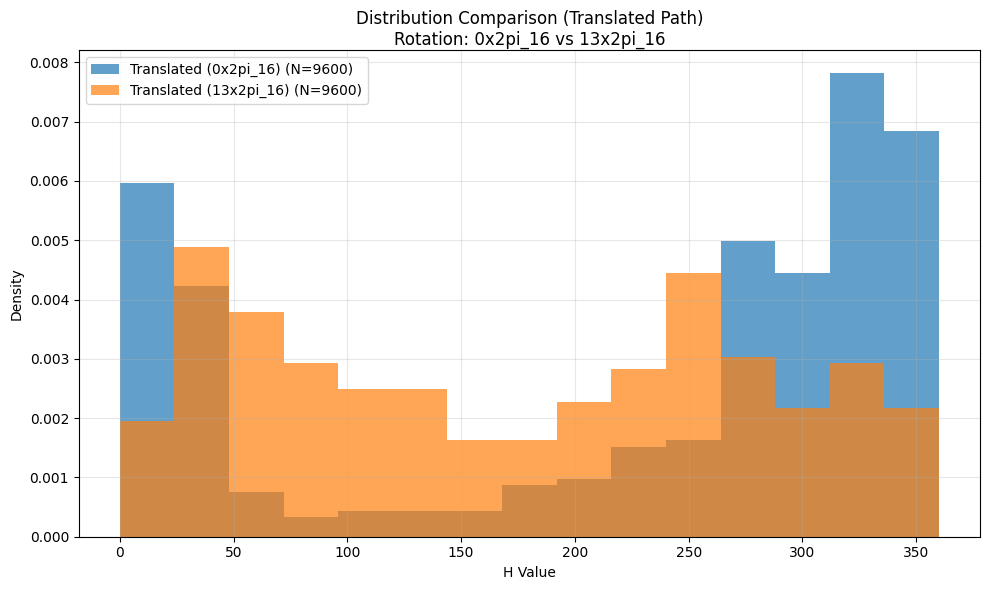 Distribution Comparison (Translated Path)
Rotation: 0x2pi_16 vs 13x2pi_16
Translated (0x2pi_16) (N=9600)
Translated (13x2pi_16) (N=9600)
Density
0.008
0.007
0.006
0.005
0.004
0.003
0.002
0.001
0.000
0
50
100
150
200
250
300
350
H Value